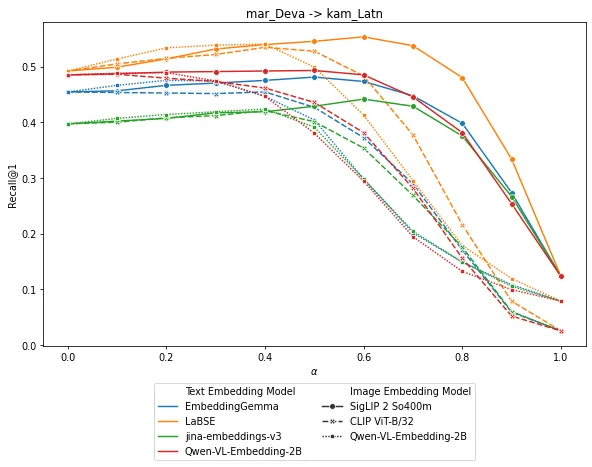 mar_Deva -> kam_Latn
Recall@1
0.5
0.4
0.3
0.2
0.1
0.0
0.0 0.2 0.4 0.6 0.8 1.0
α
Text Embedding Model Image Embedding Model
EmbeddingGemma SigLIP 2 So400m
LaBSE CLIP ViT-B/32
jina-embeddings-v3 Qwen-VL-Embedding-2B
Qwen-VL-Embedding-2B